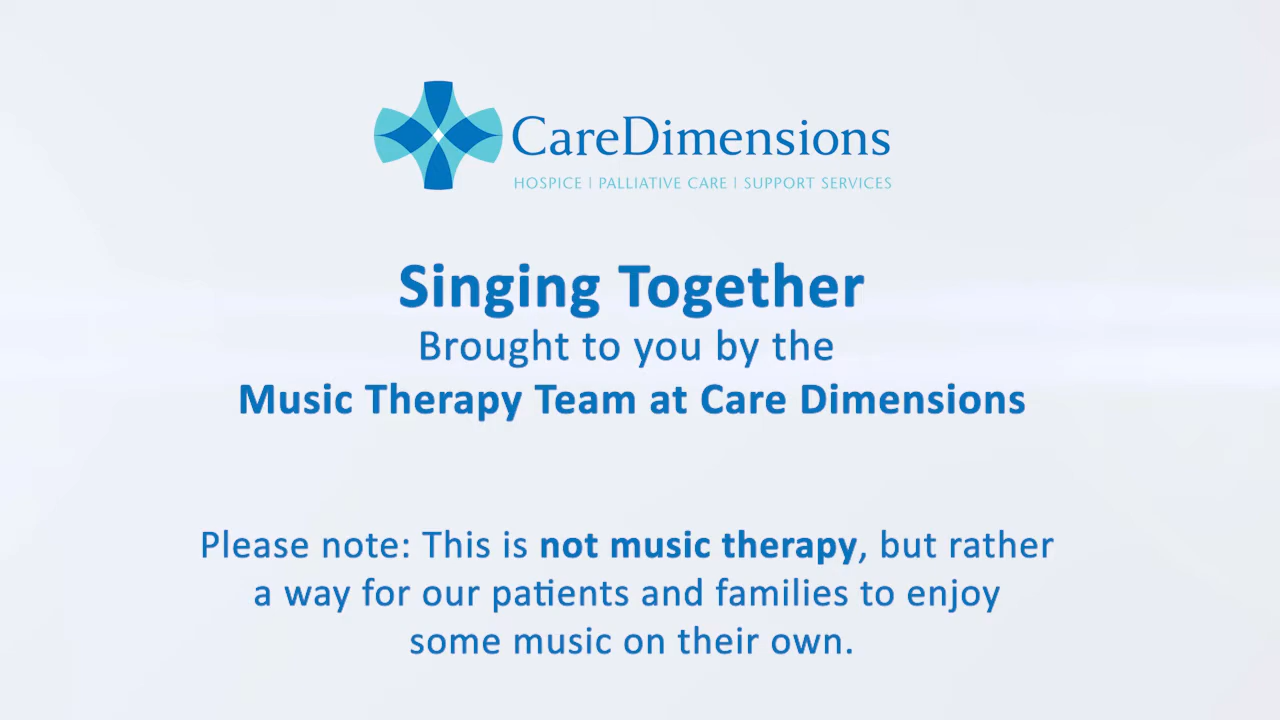 CareDimensions
HOSPICE | PALLIATIVE CARE | SUPPORT SERVICES
Singing Together
Brought to you by the
Music Therapy Team at Care Dimensions
Please note: This is not music therapy, but rather
a way for our patients and families to enjoy
some music on their own.